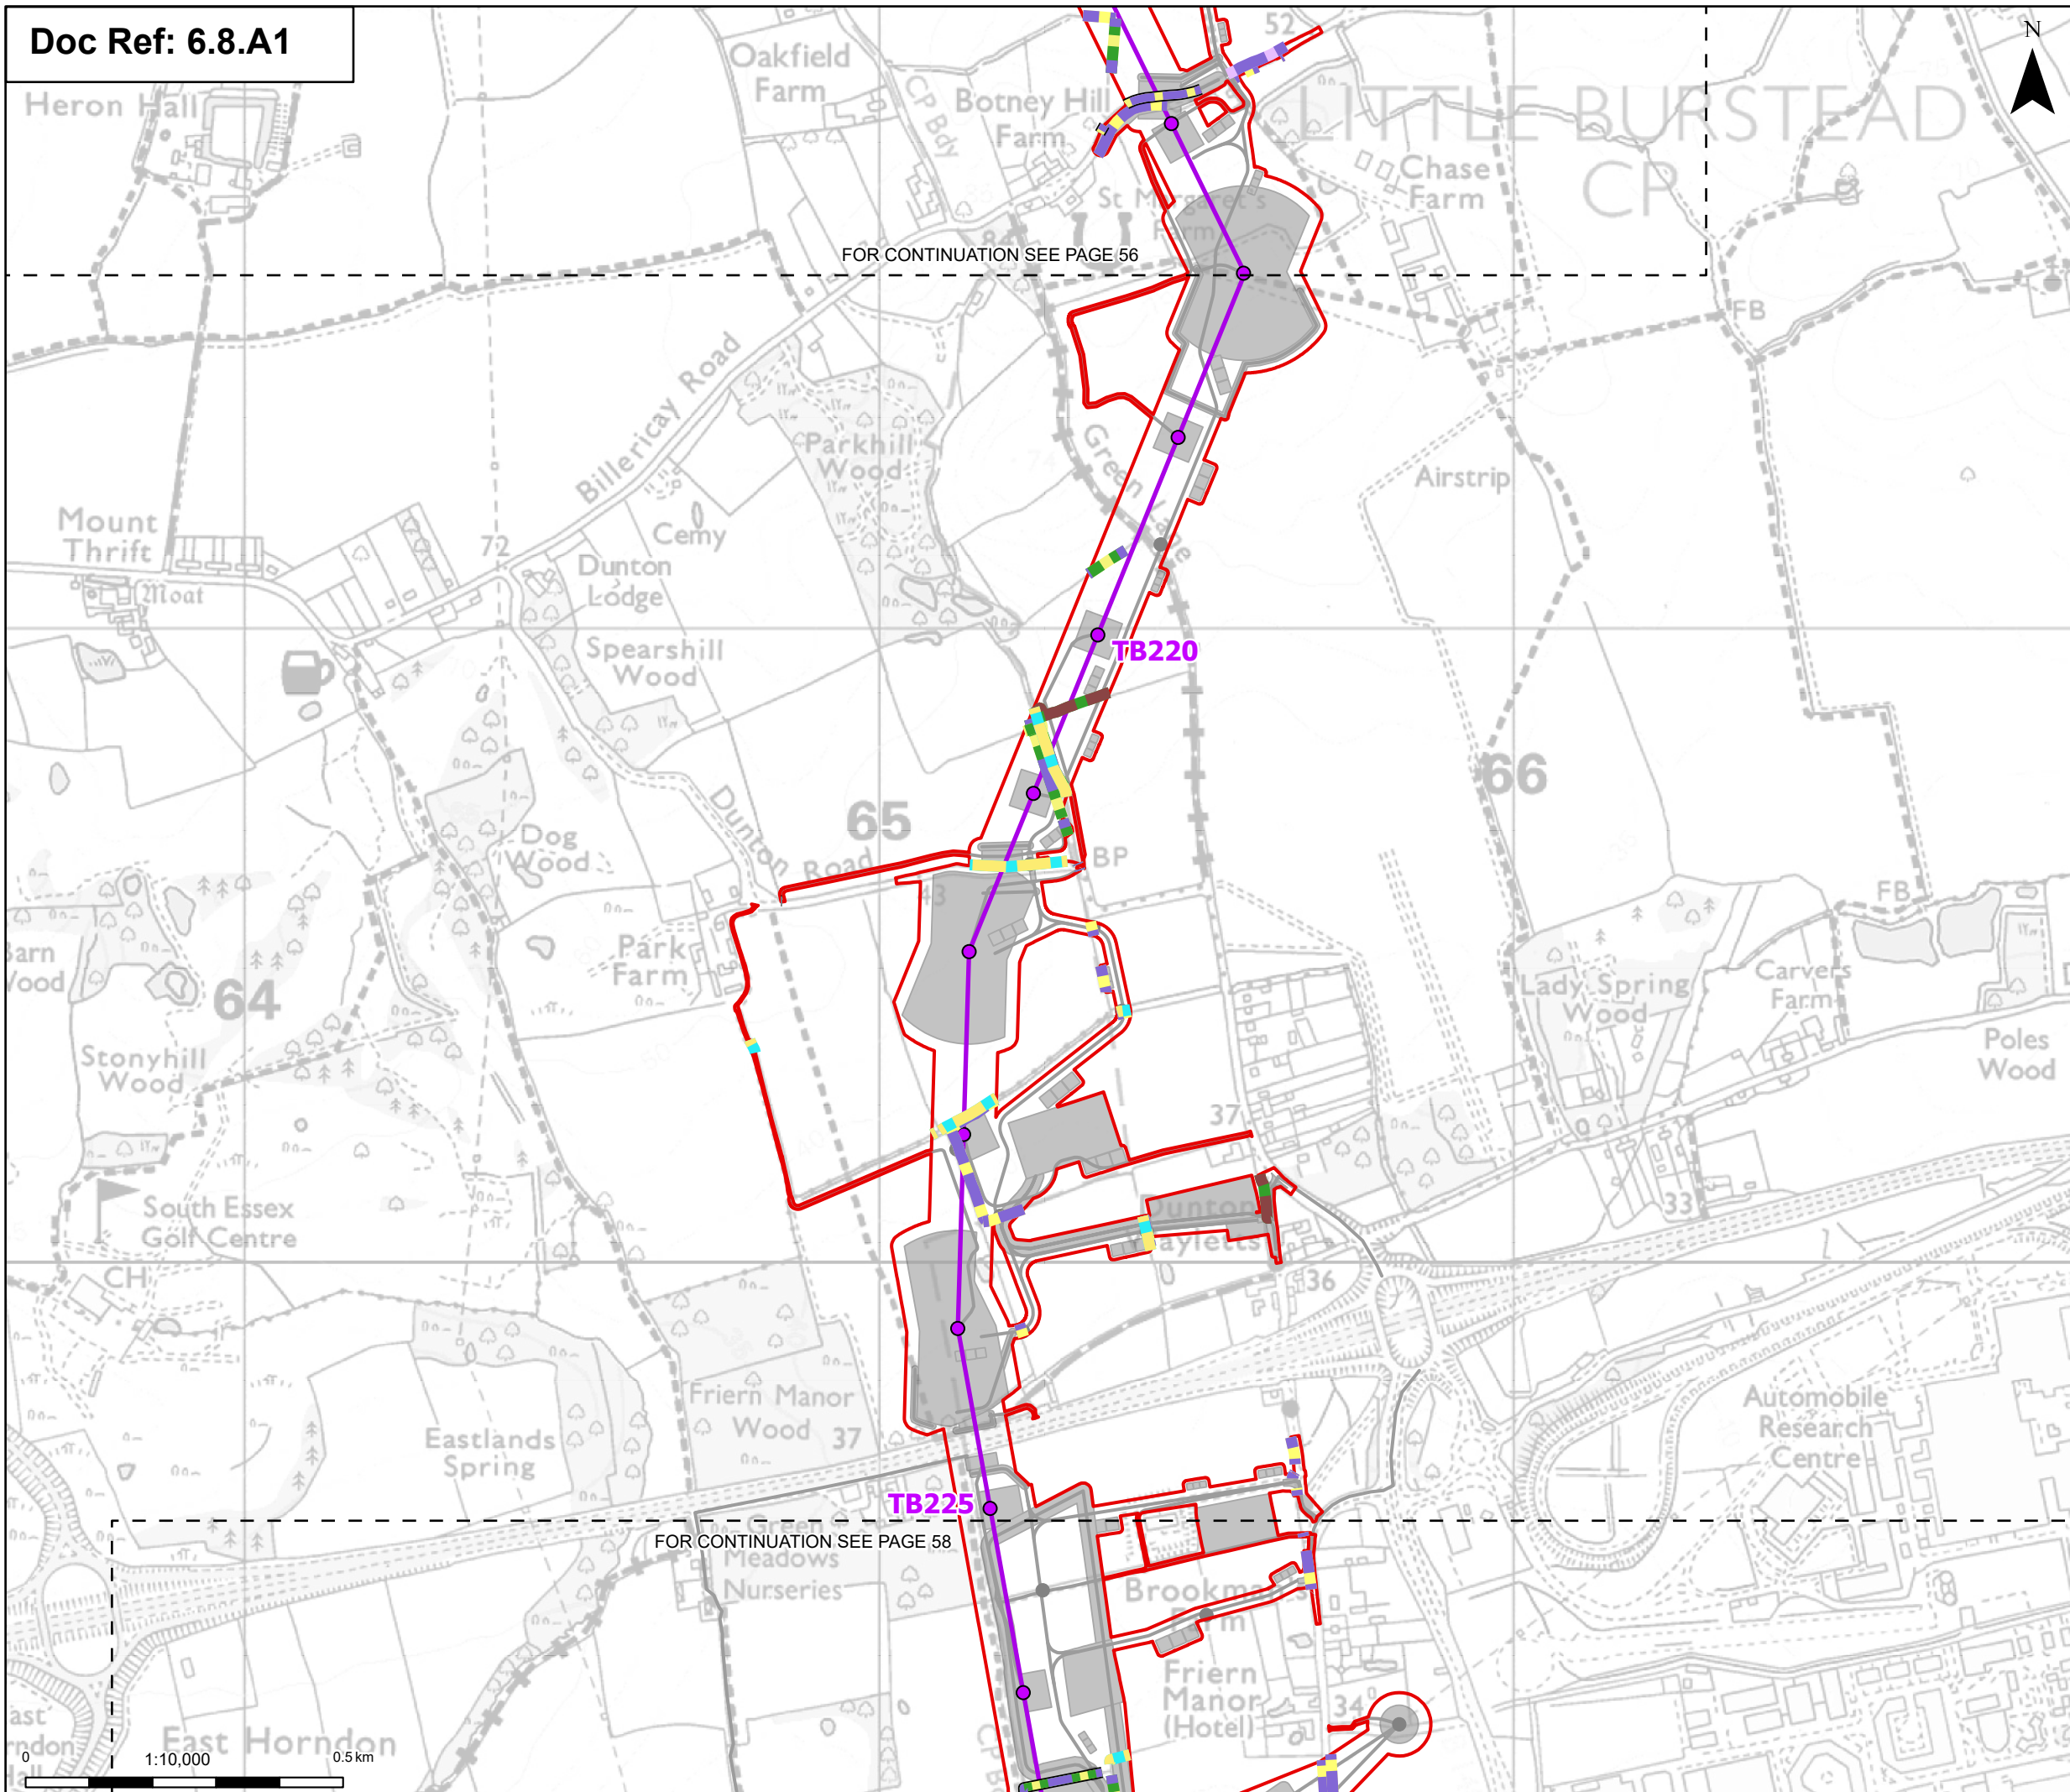 Doc Ref: 6.8.A1
N
52
Oakfield
Farm
Heron Hall
CP Bdy
Botney Hill
Farm
LITTLE BURSTEAD
CP
Chase
Farm
St Margaret's
Farm
84
FOR CONTINUATION SEE PAGE 56
FB
Billericay Road
Parkhill
Wood
Green Lane
74
Airstrip
Mount
Thrift
Cemy
72
Moat
Dunton
Lodge
Spearshill
Wood
TB220
66
65
Dog
Wood
Dunton Road
BP
43
FB
Park
Farm
Barn
Wood
64
Carvers
Farm
Lady Spring
Wood
Poles
Wood
Stonyhill
Wood
37
33
South Essex
Golf Centre
Dunton
Wayletts
CH
36
Friern Manor
Wood
37
Automobile
Research
Centre
Eastlands
Spring
TB225
FOR CONTINUATION SEE PAGE 58
Green
Meadows
Nurseries
Brookmans
Farm
Friern
Manor
(Hotel)
34
East Horndon
0
1:10,000
0.5 km